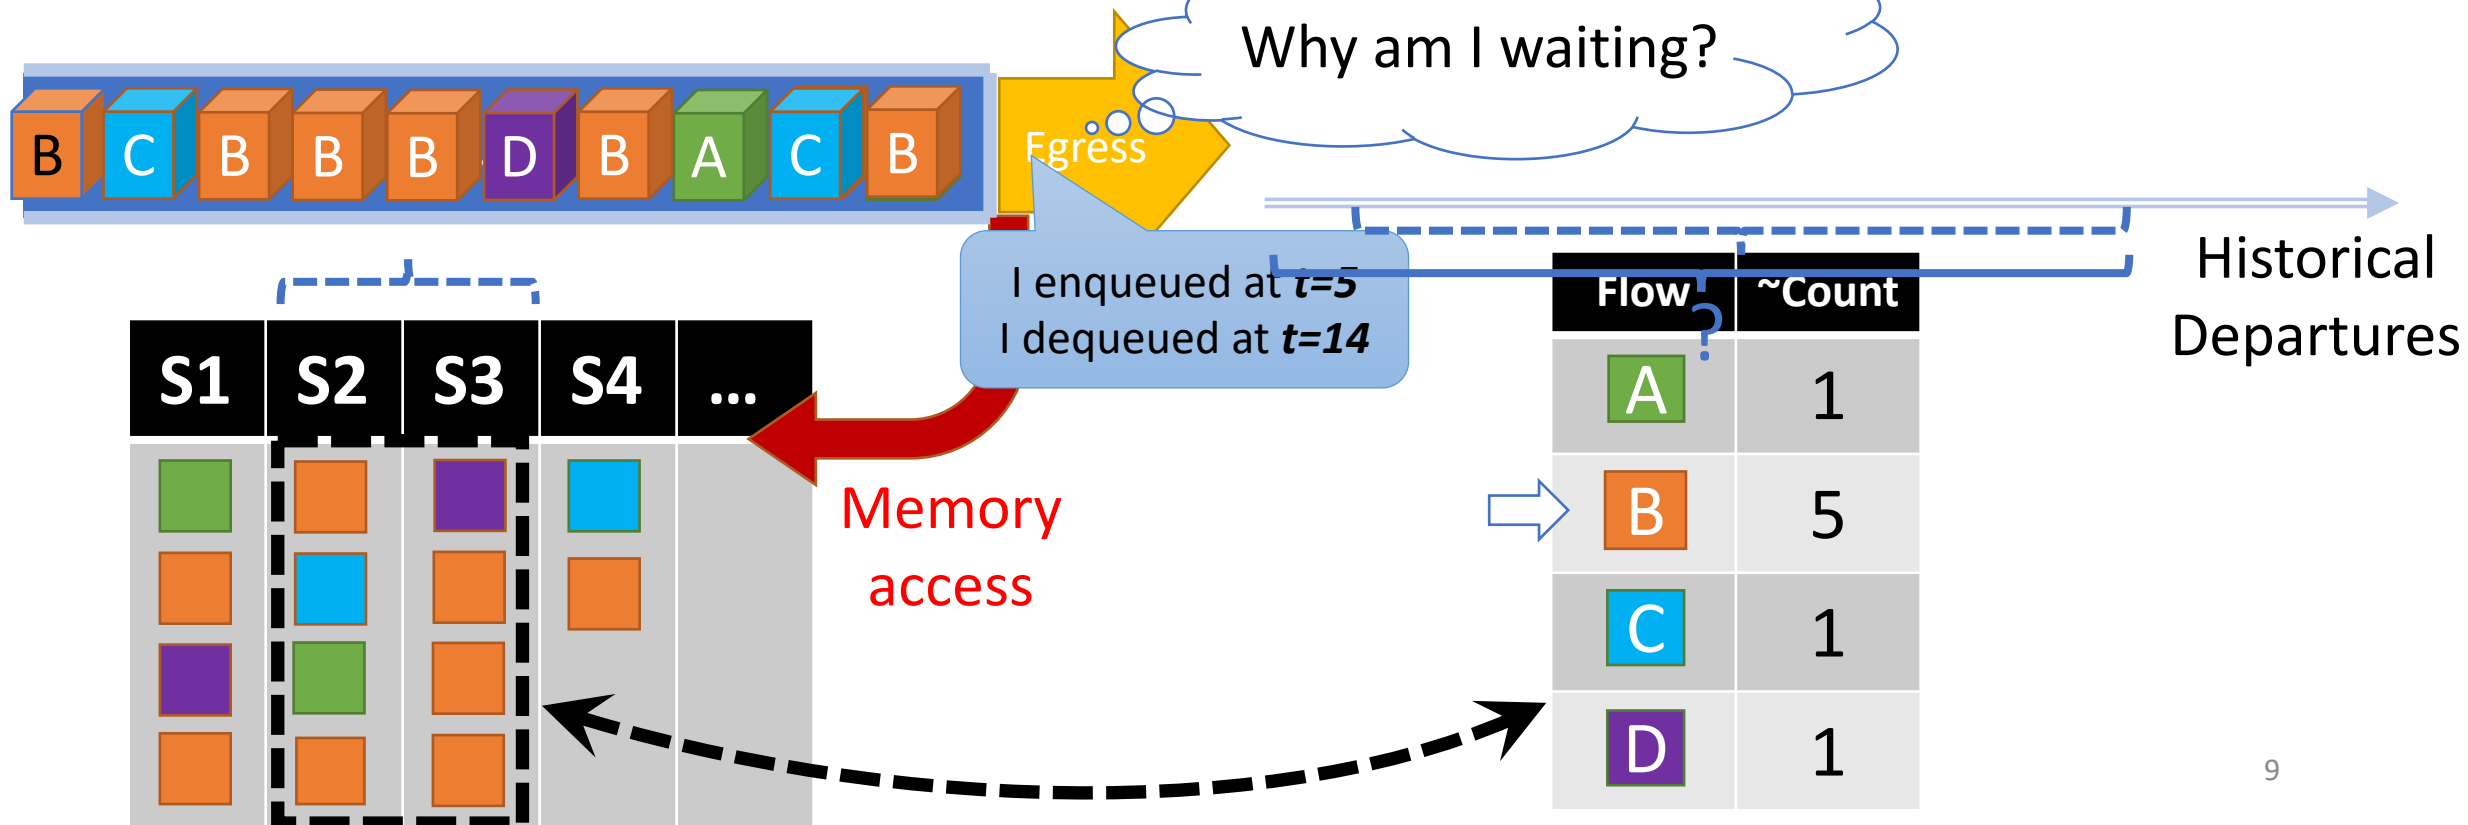 Why am I waiting?
B C B B B D B A C B
Egress
I enqueued at t=5
I dequeued at t=14
Historical
Departures
S1 S2 S3 S4 ...
Memory
access
?
Flow ~Count
A 1
B 5
C 1
D 1
9